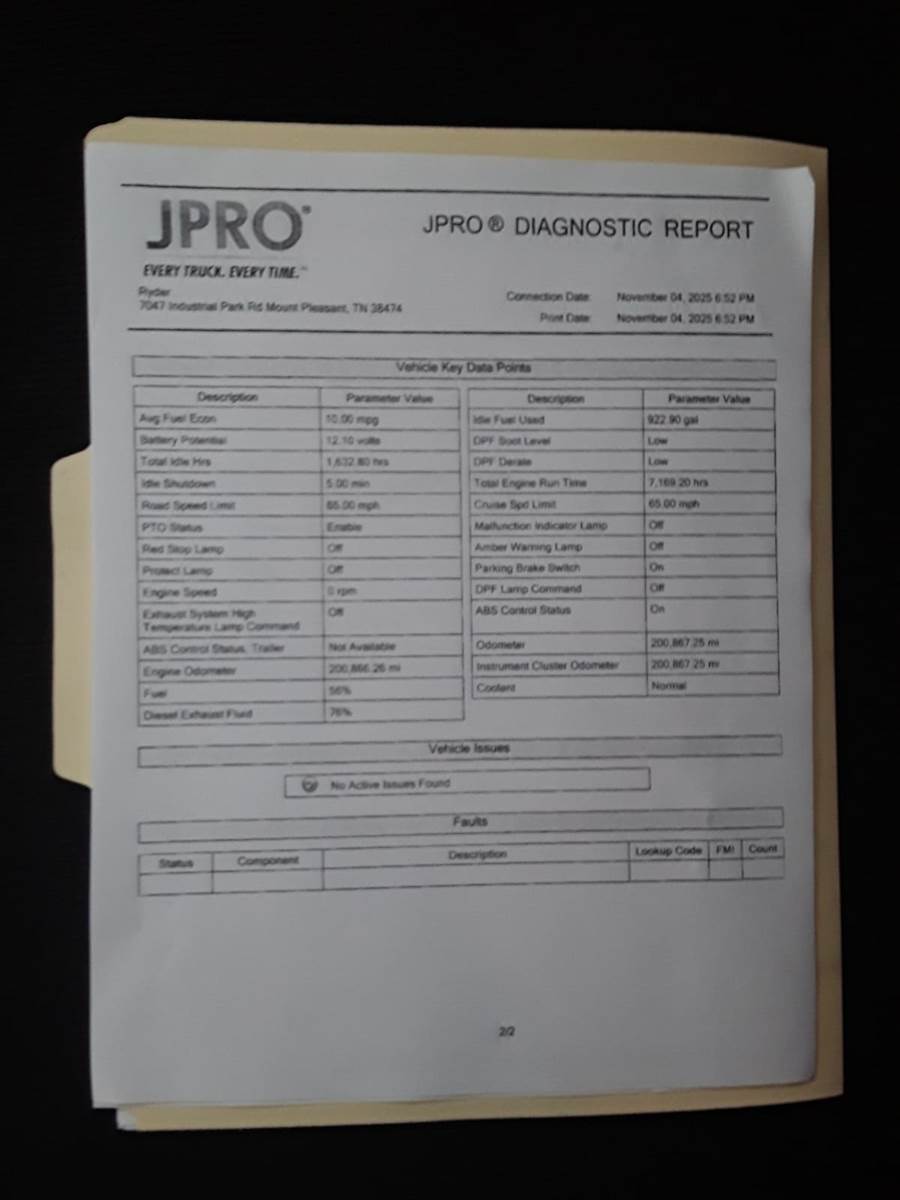 JPRO®
EVERY TRUCK. EVERY TIME.™
JPRO® DIAGNOSTIC REPORT
Ryder
7047 Industrial Park Rd Mount Pleasant, TN 38474
Connection Date: November 04, 2025 6:52 PM
Print Date: November 04, 2025 6:52 PM
Vehicle Key Data Points
Description Parameter Value
Avg Fuel Econ 10.00 mpg
Battery Potential 12.10 volts
Total Idle Hrs 1,632.80 hrs
Idle Shutdown 5.00 min
Road Speed Limit 65.00 mph
PTO Status Enable
Red Stop Lamp Off
Protect Lamp Off
Engine Speed 0 rpm
Exhaust System High Off
Temperature Lamp Command
ABS Control Status, Trailer Not Available
Engine Odometer 200,866.26 mi
Fuel 56%
Diesel Exhaust Fluid 76%
Description Parameter Value
Idle Fuel Used 922.90 gal
DPF Soot Level Low
DPF Derate Low
Total Engine Run Time 7,169.20 hrs
Cruise Spd Limit 65.00 mph
Malfunction Indicator Lamp Off
Amber Warning Lamp Off
Parking Brake Switch On
DPF Lamp Command Off
ABS Control Status On
Odometer 200,867.25 mi
Instrument Cluster Odometer 200,867.25 mi
Coolant Normal
Vehicle Issues
No Active Issues Found
Faults
Status Component Description Lookup Code FMI Count
2/2